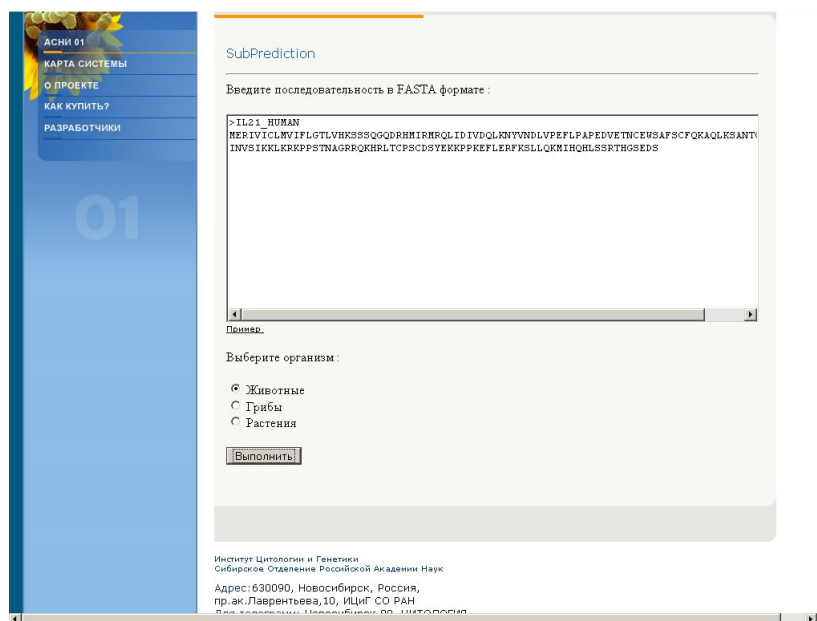 АСНИ 01
КАРТА СИСТЕМЫ
О ПРОЕКТЕ
КАК КУПИТЬ?
РАЗРАБОТЧИКИ
01
SubPrediction
Введите последовательность в FASTA формате :
>IL21_HUMAN
MERIVICLMVIFLGTLVHKSSSQGQDRHMIRMRQLIDIVDQLKNYVNDLVPEFLPAPEDVETNCEWSAFSCFQKAQLKSANT
INVSIKKLKRKPPSTNAGRRQKHRLTCPSCDSYEKKPPKEFLERFKSLLQKMIHQHLSSRTHGSEDS
Пример
Выберите организм :
Животные
Грибы
Растения
Выполнить
Институт Цитологии и Генетики
Сибирское Отделение Российской Академии Наук
Адрес:630090, Новосибирск, Россия,
пр.ак.Лаврентьева,10, ИЦиГ СО РАН